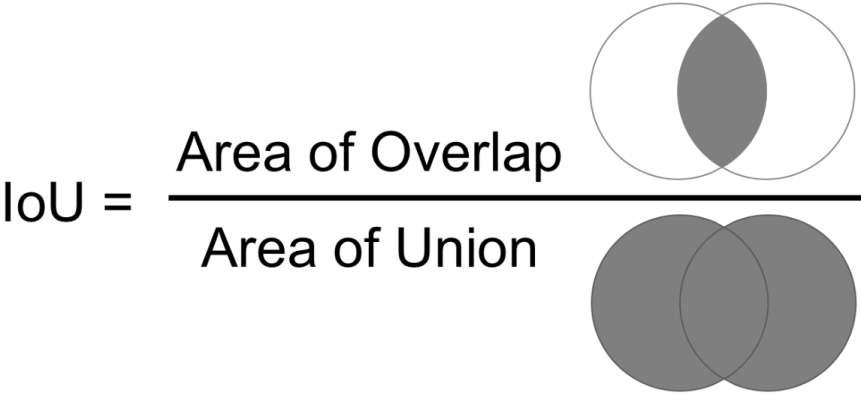 Area of Overlap
IoU =
Area of Union